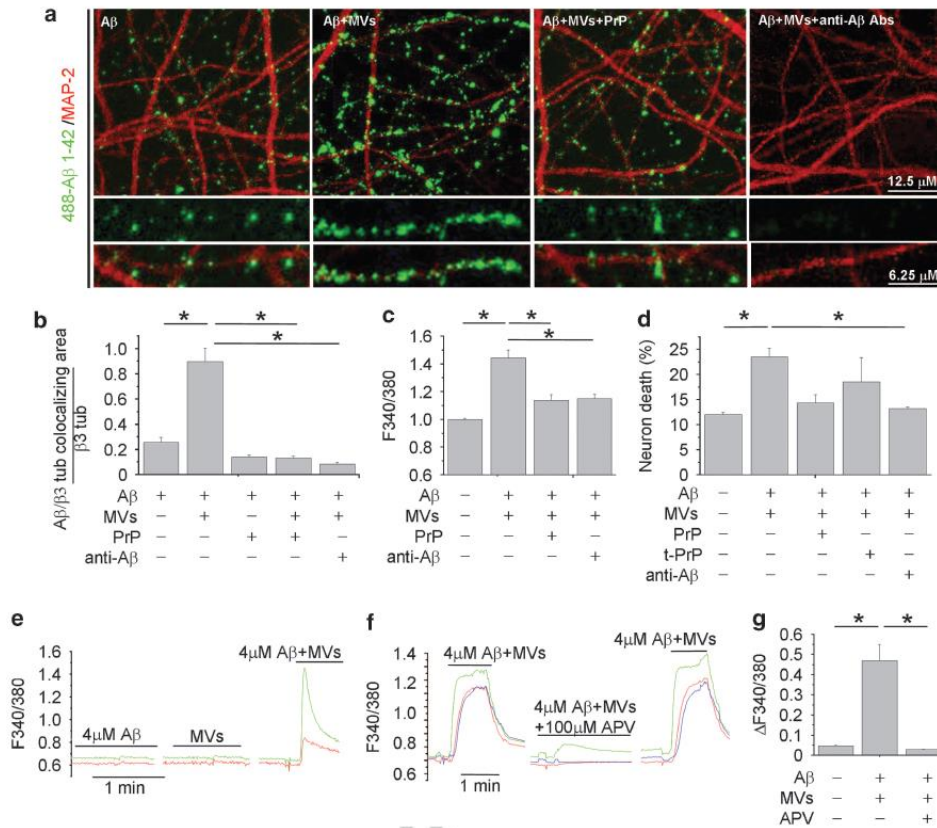 a
Aβ
Aβ+MVs
Aβ+MVs+PrP
Aβ+MVs+anti-Aβ Abs
488-Aβ 1-42 /MAP-2
12.5 μM
6.25 μM
b
* *
*
Aβ/β3 tub colocalizing area
β3 tub
1.0
0.8
0.6
0.4
0.2
0
Aβ + + + + +
MVs − + − + +
PrP − − + + −
anti-Aβ − − − − +
c
* *
*
F340/380
1.6
1.4
1.2
1.0
0.8
0.6
Aβ − + + +
MVs − + + +
PrP − − + −
anti-Aβ − − − +
d
* *
Neuron death (%)
25
20
15
10
5
0
Aβ − + + + +
MVs − + + + +
PrP − − + − −
t-PrP − − − + −
anti-Aβ − − − − +
e
F340/380
1.6
1.4
1.2
1.0
0.8
0.6
4μM Aβ+MVs
4μM Aβ
MVs
1 min
f
F340/380
1.4
1.2
1.0
0.8
0.6
4μM Aβ+MVs
4μM Aβ+MVs
+100μM APV
4μM Aβ+MVs
1 min
g
* *
ΔF340/380
0.6
0.5
0.4
0.3
0.2
0.1
0
Aβ − + +
MVs − + +
APV − − +